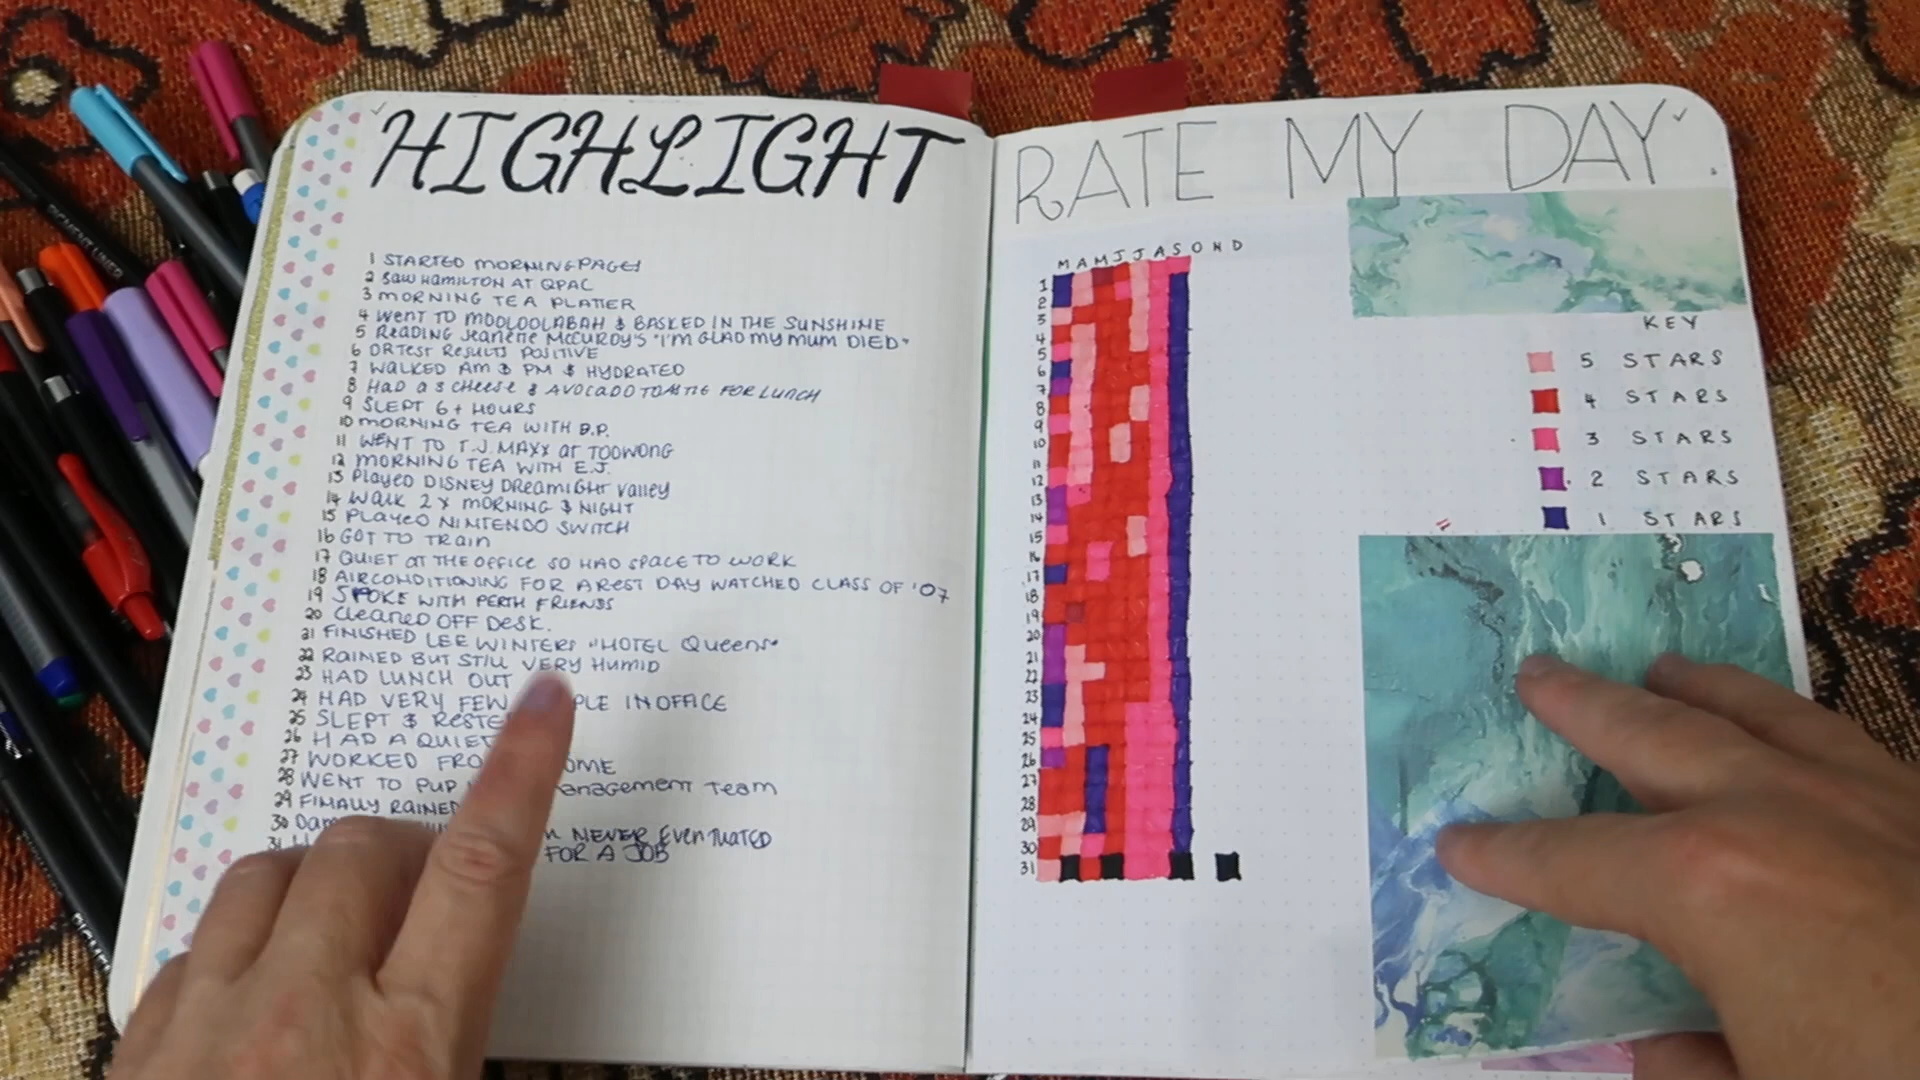 HIGHLIGHT
1 STARTED MORNING PAGES
2 SAW HAMILTON AT QPAC
3 MORNING TEA PLATTER
4 WENT TO MOOLOOLABAH & BASKED IN THE SUNSHINE
5 READING Jeanette McCURDY'S "I'M GLAD MY MUM DIED"
6 DR TEST RESULTS POSITIVE
7 WALKED AM & PM & HYDRATED
8 HAD a 3 CHEESE & AVOCADO TOASTIE FOR LUNCH
9 SLEPT 6+ HOURS
10 MORNING TEA WITH B.P.
11 WENT TO T.J. MAXX at TOOWONG
12 MORNING TEA WITH E.J.
13 Played DISNEY DReamlight valley
14 WALK 2X MORNING & NIGHT
15 PLAYED NINTENDO SWITCH
16 GOT TO Train
17 QUIET AT THE OFFICE SO HAD SPACE TO WORK
18 AIRCONDITIONING FOR A REST DAY WATCHED CLASS OF '07
19 SPOKE WITH PERTH FRIENDS
20 Cleaned OFF Desk.
21 FINISHED LEE WINTERS "HOTEL Queens"
22 RAINED BUT STILL VERY HUMID
23 HAD LUNCH OUT
24 HAD VERY FEW PLE IN OFFICE
25 SLEPT & RESTE
26 HAD A QUIET
27 WORKED FRO OME
28 WENT TO PUP anagement Team
29 FINALLY RAINED
30 NEVER EvenTUATED
31 FOR A JOB
RATE MY DAY
M A M J J A S O N D
1
2
3
4
5
6
7
8
9
10
11
12
13
14
15
16
17
18
19
20
21
22
23
24
25
26
27
28
29
30
31
KEY
5 STARS
4 STARS
3 STARS
2 STARS
1 STARS
PIGMENT LINER